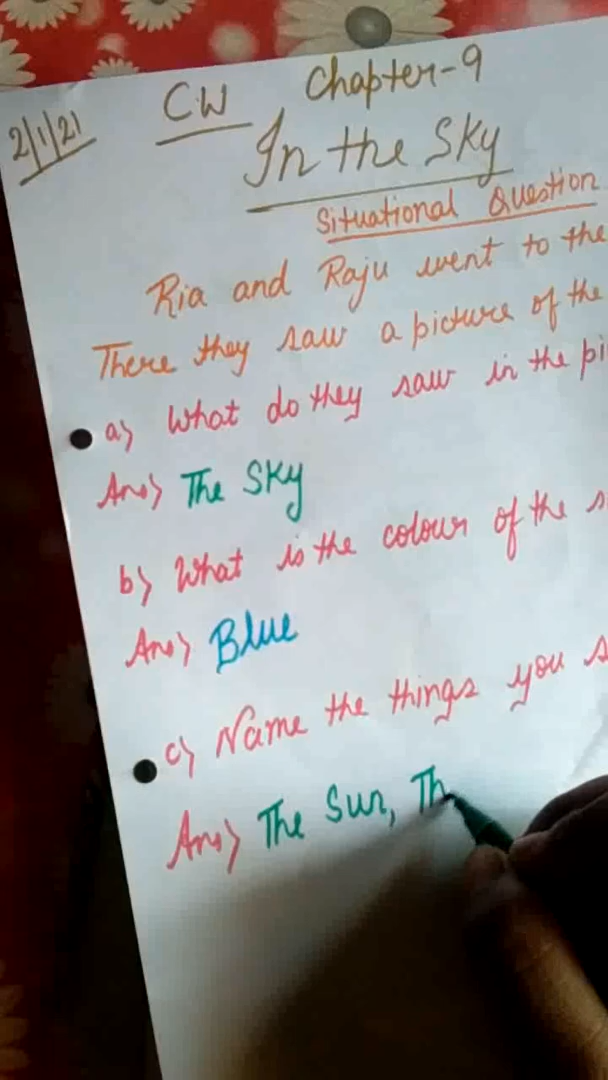 2/1/21 CW Chapter-9
In the Sky
Situational Question
Ria and Raju went to the
There they saw a picture of the
a) What do they saw in the pi
Ans) The Sky
b) What is the colour of the s
Ans) Blue
c) Name the things you s
Ans) The Sun, Th